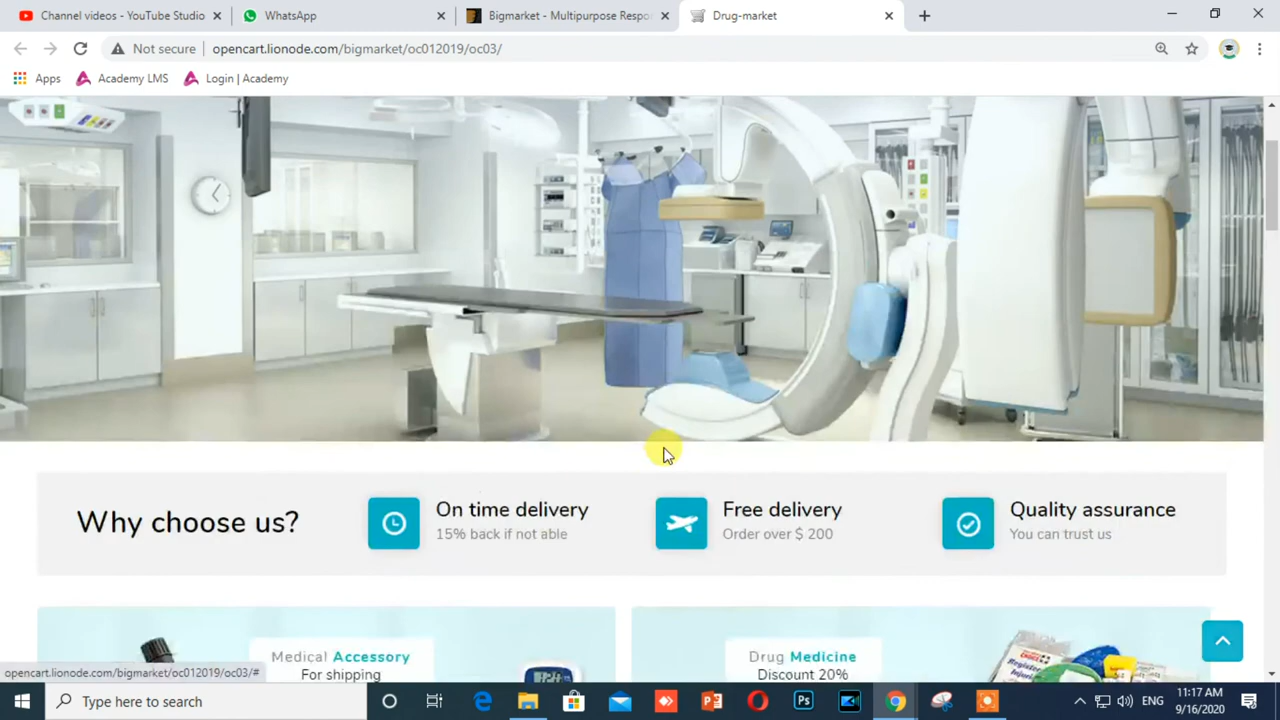 Channel videos - YouTube Studio
WhatsApp
Bigmarket - Multipurpose Respo
Drug-market
Not secure
opencart.lionode.com/bigmarket/oc012019/oc03/
Apps
Academy LMS
Login | Academy
Why choose us?
On time delivery
15% back if not able
Free delivery
Order over $ 200
Quality assurance
You can trust us
Medical Accessory
For shipping
Drug Medicine
Discount 20%
opencart.lionode.com/bigmarket/oc012019/oc03/#
Type here to search
ENG
11:17 AM
9/16/2020